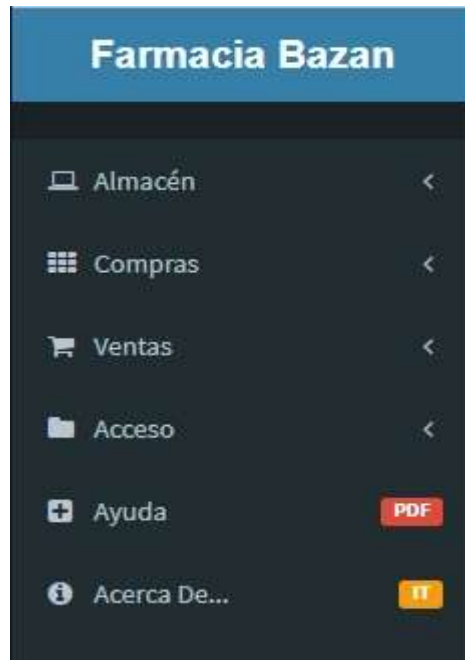 Farmacia Bazan
Almacén
Compras
Ventas
Acceso
Ayuda PDF
Acerca De... IT